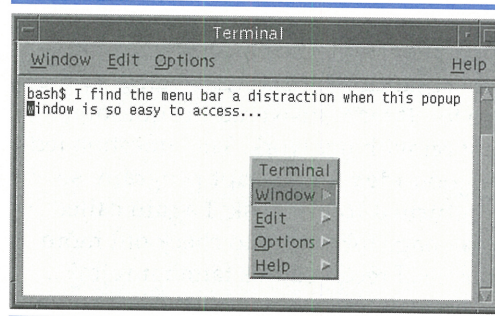 Terminal
Window Edit Options Help
bash$ I find the menu bar a distraction when this popup
window is so easy to access...
Terminal
Window
Edit
Options
Help